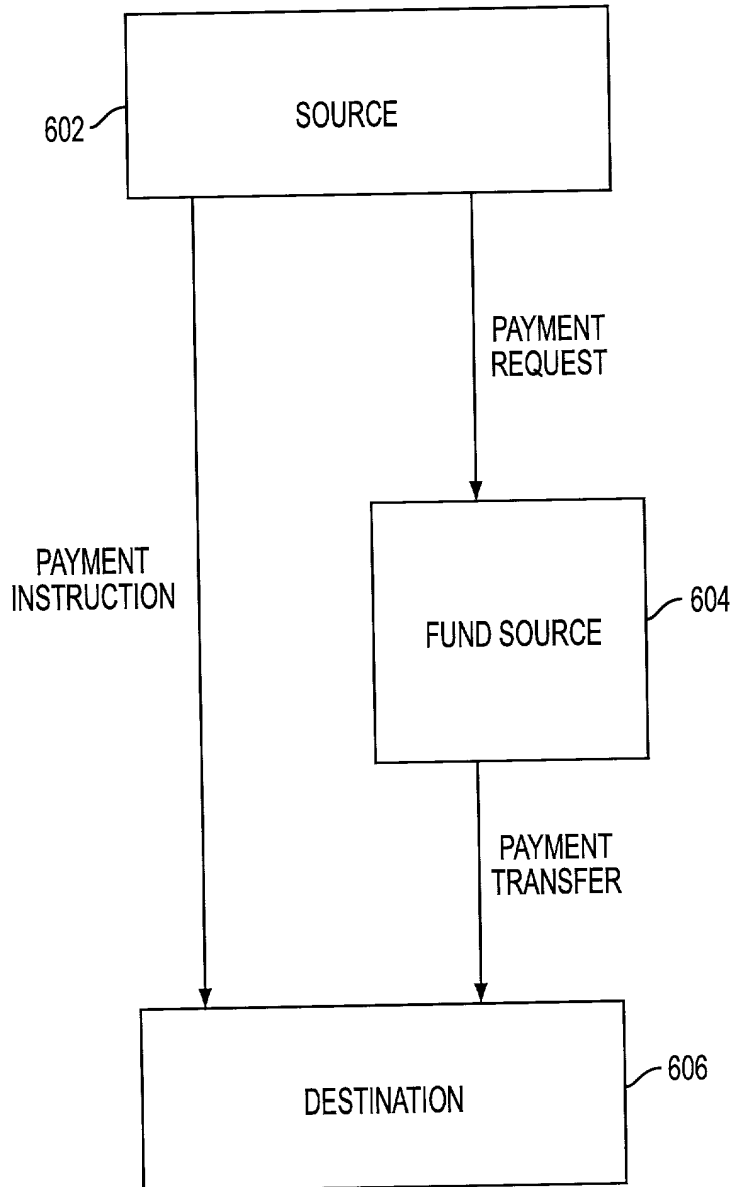 602
SOURCE
PAYMENT
REQUEST
PAYMENT
INSTRUCTION
FUND SOURCE
604
PAYMENT
TRANSFER
606
DESTINATION